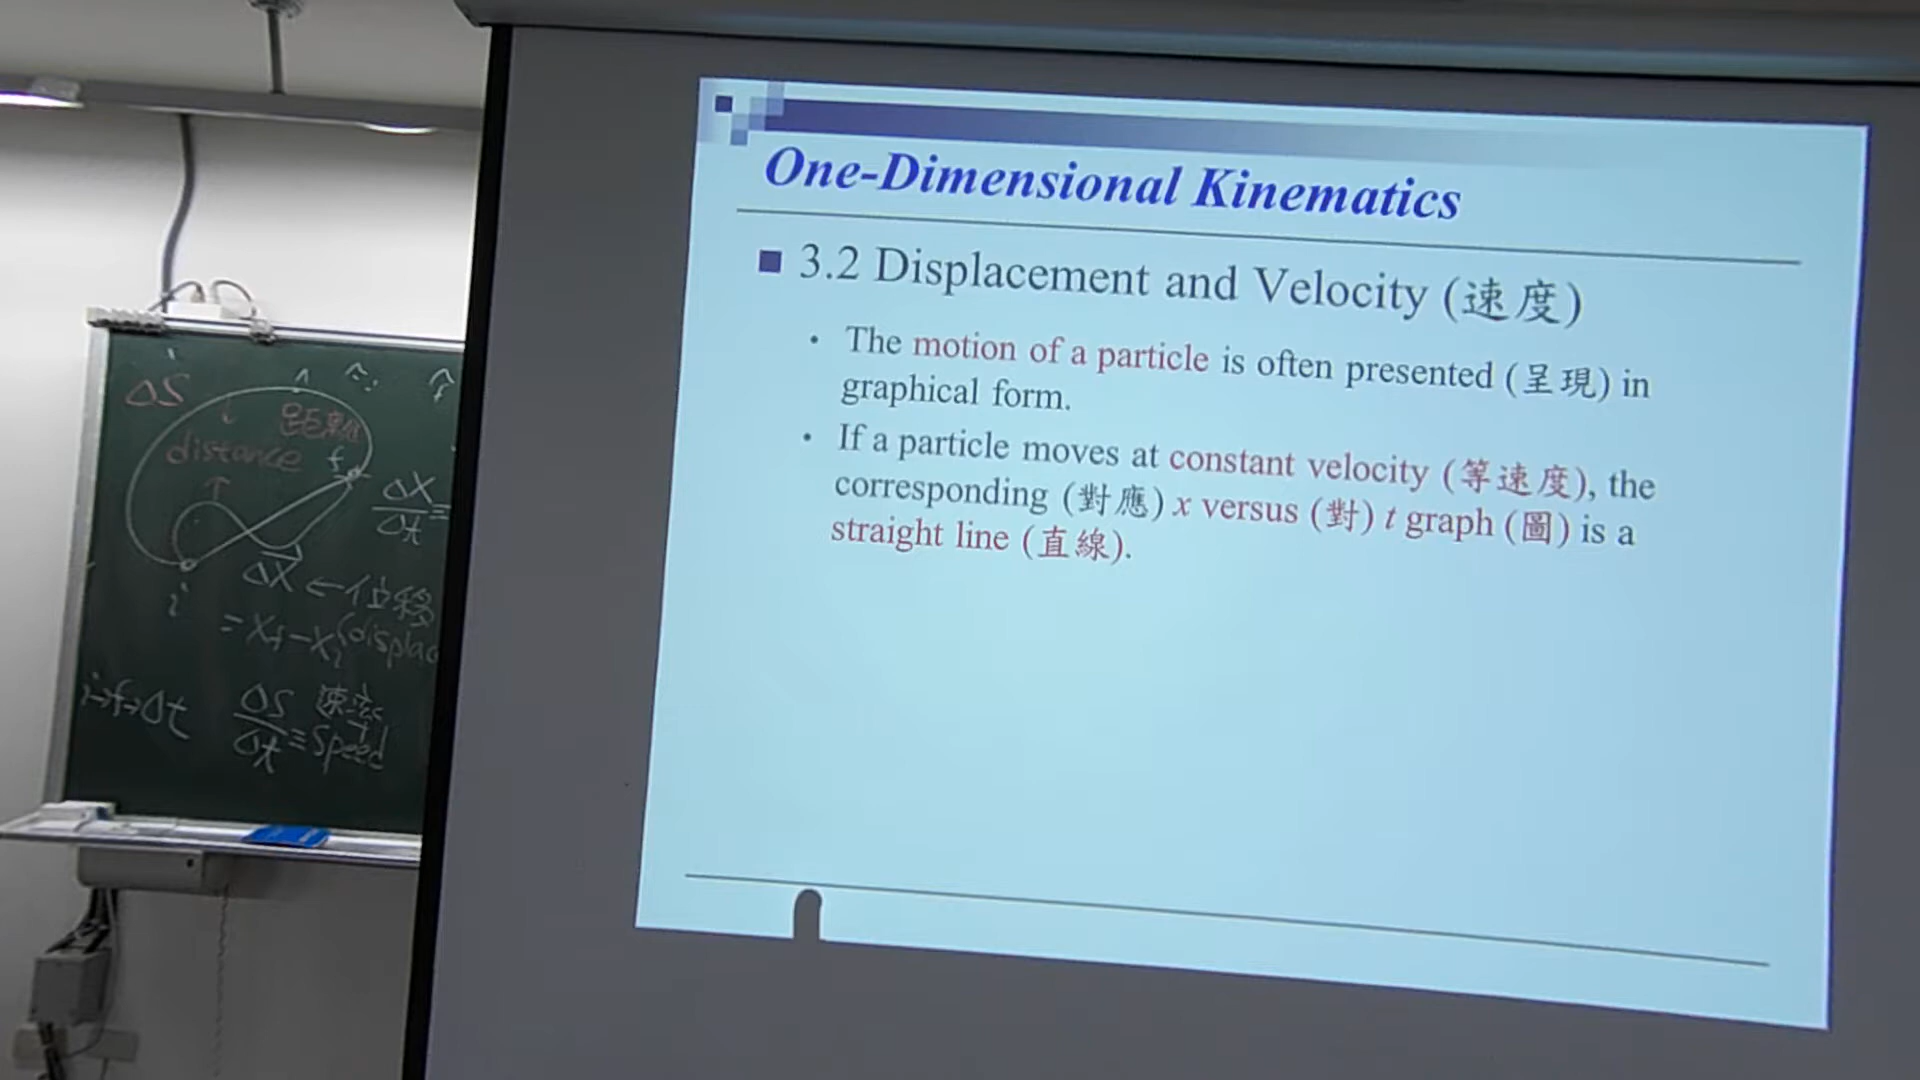 One-Dimensional Kinematics
3.2 Displacement and Velocity (速度)
• The motion of a particle is often presented (呈現) in
graphical form.
• If a particle moves at constant velocity (等速度), the
corresponding (對應) x versus (對) t graph (圖) is a
straight line (直線).
ΔS
i
距離
distance
f
ΔX
Δt
≡
i
ΔX ← 位移
= Xf - Xi (displac
i→f→Δt
ΔS 速率
Δt ≡ Speed